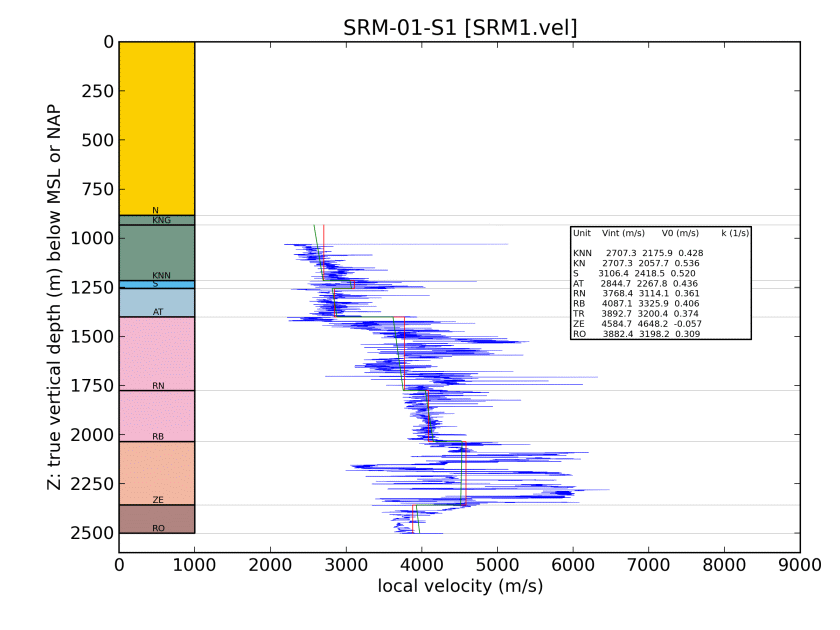 SRM-01-S1 [SRM1.vel]
0
250
500
750
1000
1250
1500
1750
2000
2250
2500
Z: true vertical depth (m) below MSL or NAP
N
KNG
KNN
S
AT
RN
RB
ZE
RO
Unit Vint (m/s) V0 (m/s) k (1/s)
KNN 2707.3 2175.9 0.428
KN 2707.3 2057.7 0.536
S 3106.4 2418.5 0.520
AT 2844.7 2267.8 0.436
RN 3768.4 3114.1 0.361
RB 4087.1 3325.9 0.406
TR 3892.7 3200.4 0.374
ZE 4584.7 4648.2 -0.057
RO 3882.4 3198.2 0.309
0 1000 2000 3000 4000 5000 6000 7000 8000 9000
local velocity (m/s)